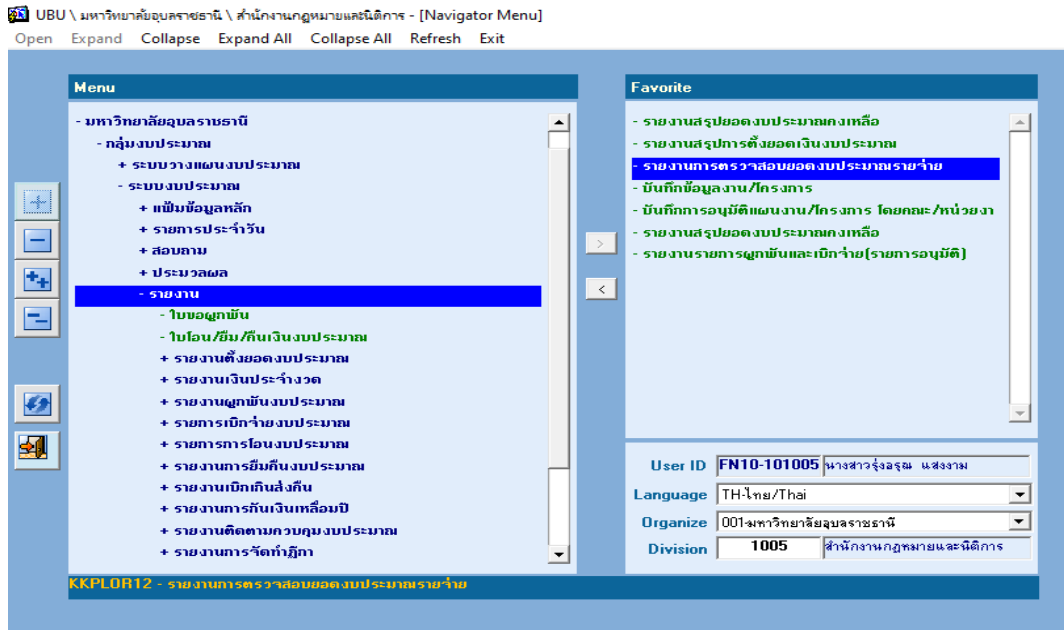 UBU \ มหาวิทยาลัยอุบลราชธานี \ สำนักงานกฎหมายและนิติการ - [Navigator Menu]
Open Expand Collapse Expand All Collapse All Refresh Exit
Menu
- มหาวิทยาลัยอุบลราชธานี
- กลุ่มงบประมาณ
+ ระบบวางแผนงบประมาณ
- ระบบงบประมาณ
+ แฟ้มข้อมูลหลัก
+ รายการประจำวัน
+ สอบถาม
+ ประมวลผล
- รายงาน
- ใบขอผูกพัน
- ใบโอน/ยืม/คืนเงินงบประมาณ
+ รายงานตั้งยอดงบประมาณ
+ รายงานเงินประจำงวด
+ รายงานผูกพันงบประมาณ
+ รายการเบิกจ่ายงบประมาณ
+ รายการการโอนงบประมาณ
+ รายงานการยืมคืนงบประมาณ
+ รายงานเบิกเกินส่งคืน
+ รายงานการกันเงินเหลื่อมปี
+ รายงานติดตามควบคุมงบประมาณ
+ รายงานการจัดทำฎีกา
Favorite
- รายงานสรุปยอดงบประมาณคงเหลือ
- รายงานสรุปการตั้งยอดเงินงบประมาณ
- รายงานการตรวจสอบยอดงบประมาณรายจ่าย
- บันทึกข้อมูลงาน/โครงการ
- บันทึกการอนุมัติแผนงาน/โครงการ โดยคณะ/หน่วยงา
- รายงานสรุปยอดงบประมาณคงเหลือ
- รายงานรายการผูกพันและเบิกจ่าย(รายการอนุมัติ)
>
<
User ID FN10-101005 นางสาวรุ่งอรุณ แสงงาม
Language TH-ไทย/Thai
Organize 001-มหาวิทยาลัยอุบลราชธานี
Division 1005 สำนักงานกฎหมายและนิติการ
KKPLOR12 - รายงานการตรวจสอบยอดงบประมาณรายจ่าย